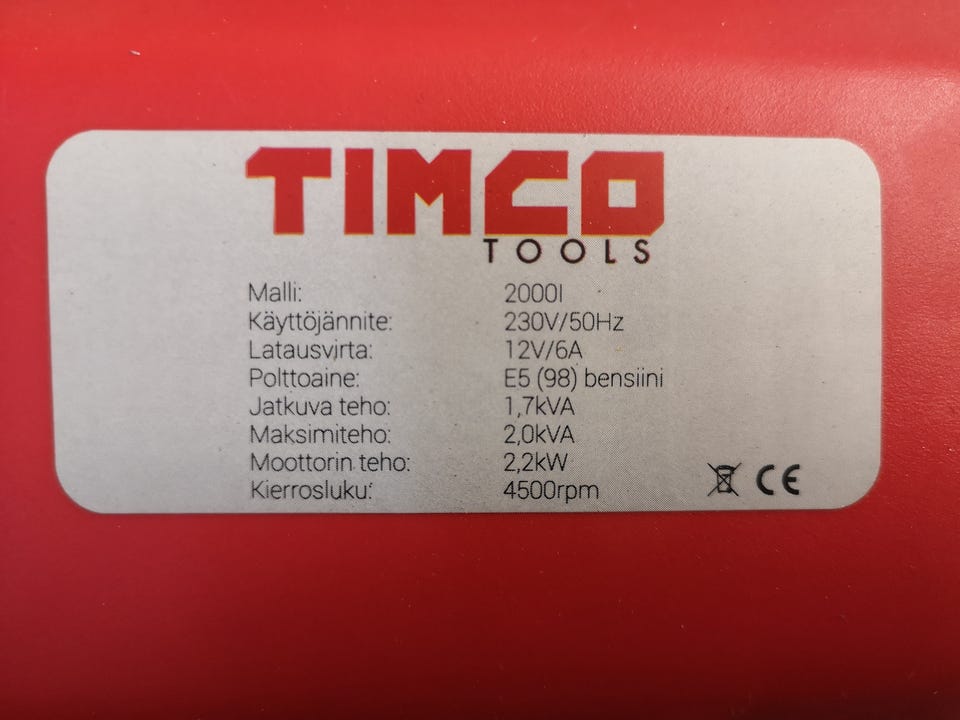 TIMCO
TOOLS
Malli: 2000I
Käyttöjännite: 230V/50Hz
Latausvirta: 12V/6A
Polttoaine: E5 (98) bensiini
Jatkuva teho: 1,7kVA
Maksimiteho: 2,0kVA
Moottorin teho: 2,2kW
Kierrosluku: 4500rpm
CE